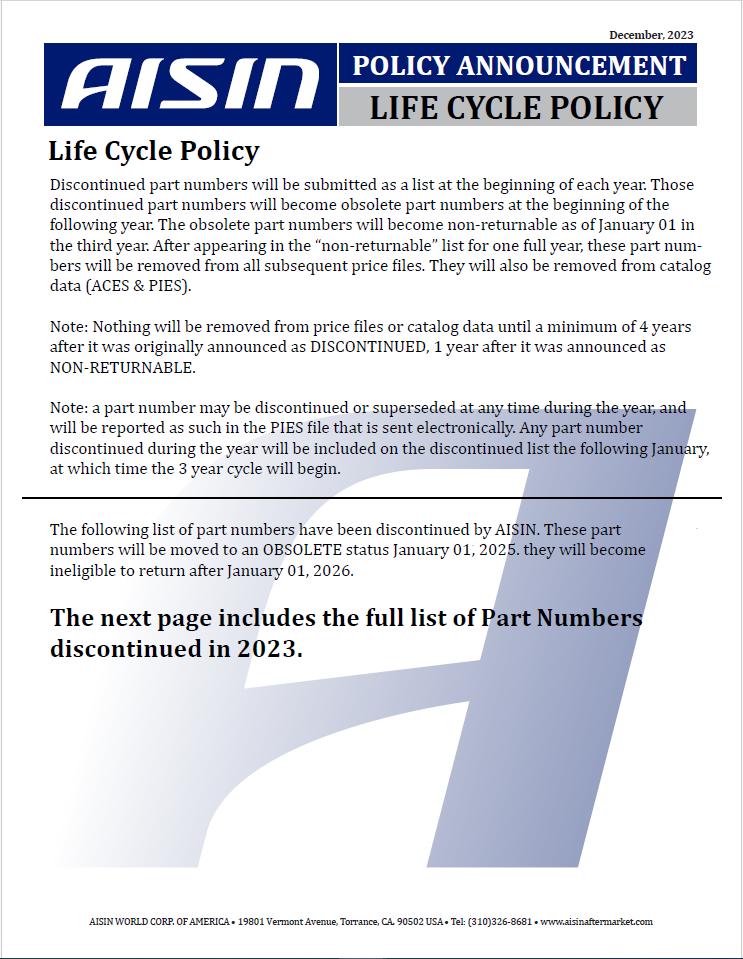 December, 2023
AISIN
POLICY ANNOUNCEMENT
LIFE CYCLE POLICY
Life Cycle Policy
Discontinued part numbers will be submitted as a list at the beginning of each year. Those
discontinued part numbers will become obsolete part numbers at the beginning of the
following year. The obsolete part numbers will become non-returnable as of January 01 in
the third year. After appearing in the “non-returnable” list for one full year, these part num-
bers will be removed from all subsequent price files. They will also be removed from catalog
data (ACES & PIES).
Note: Nothing will be removed from price files or catalog data until a minimum of 4 years
after it was originally announced as DISCONTINUED, 1 year after it was announced as
NON-RETURNABLE.
Note: a part number may be discontinued or superseded at any time during the year, and
will be reported as such in the PIES file that is sent electronically. Any part number
discontinued during the year will be included on the discontinued list the following January,
at which time the 3 year cycle will begin.
The following list of part numbers have been discontinued by AISIN. These part
numbers will be moved to an OBSOLETE status January 01, 2025. they will become
ineligible to return after January 01, 2026.
The next page includes the full list of Part Numbers
discontinued in 2023.
AISIN WORLD CORP. OF AMERICA • 19801 Vermont Avenue, Torrance, CA. 90502 USA • Tel: (310)326-8681 • www.aisinaftermarket.com